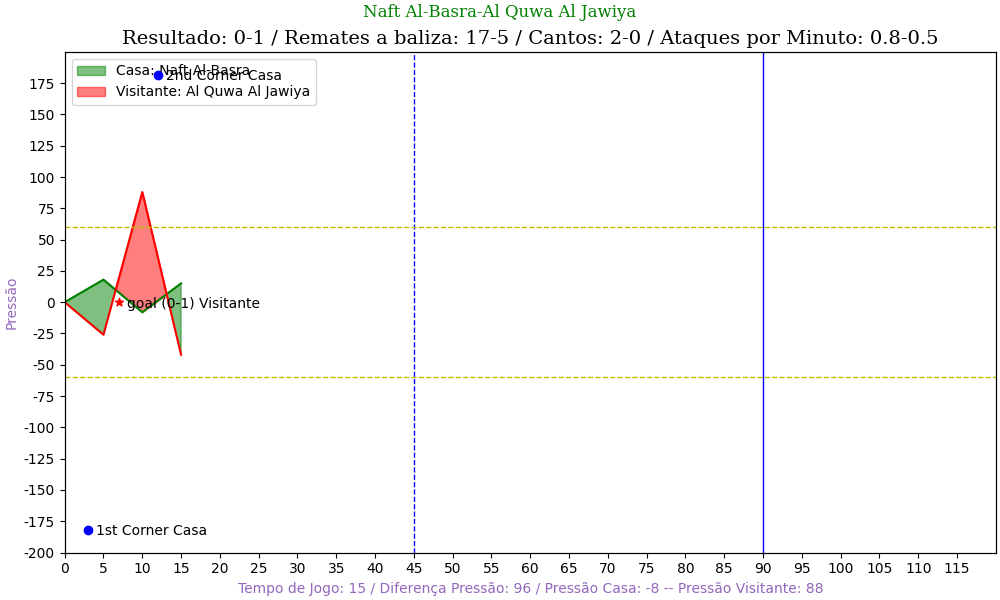 Naft Al-Basra-Al Quwa Al Jawiya
Resultado: 0-1 / Remates a baliza: 17-5 / Cantos: 2-0 / Ataques por Minuto: 0.8-0.5
Casa: Naft Al-Basra
2nd Corner Casa
Visitante: Al Quwa Al Jawiya
175
150
125
100
75
50
25
0
-25
-50
-75
-100
-125
-150
-175
-200
Pressão
goal (0-1) Visitante
1st Corner Casa
0 5 10 15 20 25 30 35 40 45 50 55 60 65 70 75 80 85 90 95 100 105 110 115
Tempo de Jogo: 15 / Diferença Pressão: 96 / Pressão Casa: -8 -- Pressão Visitante: 88